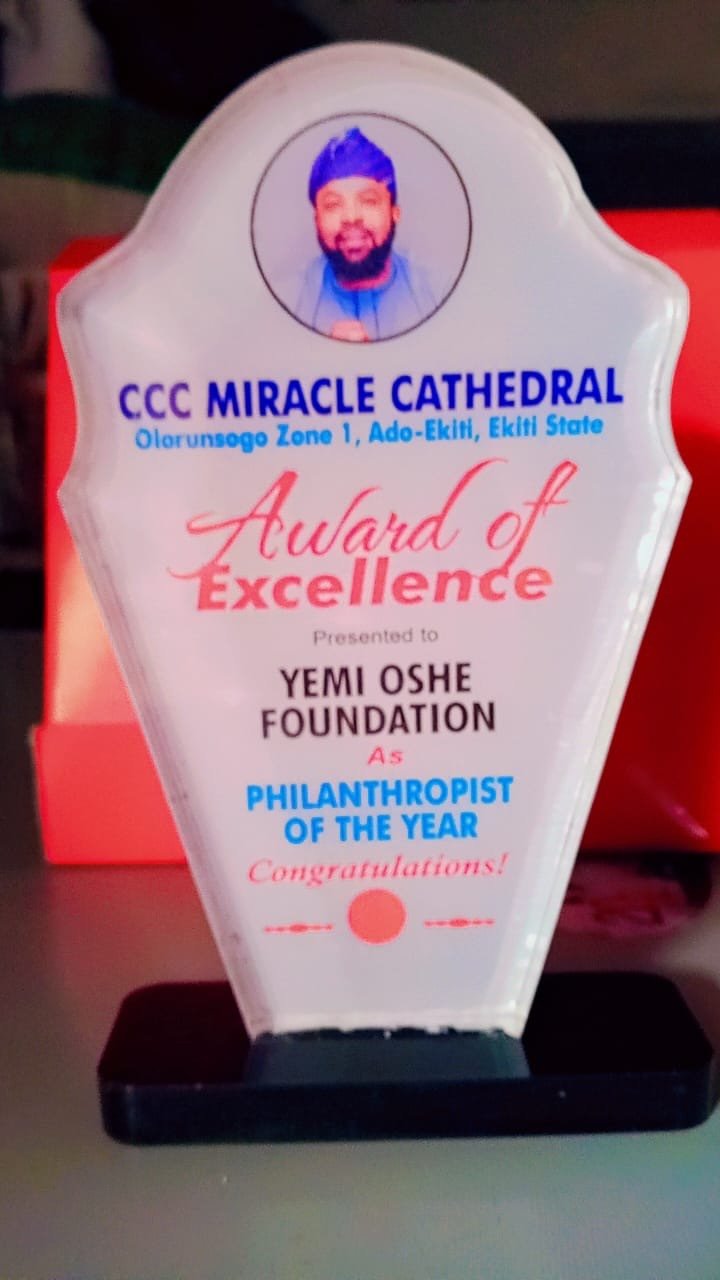 CCC MIRACLE CATHEDRAL
Olorunsogo Zone 1, Ado-Ekiti, Ekiti State
Award of
Excellence
Presented to
YEMI OSHE
FOUNDATION
As
PHILANTHROPIST
OF THE YEAR
Congratulations!